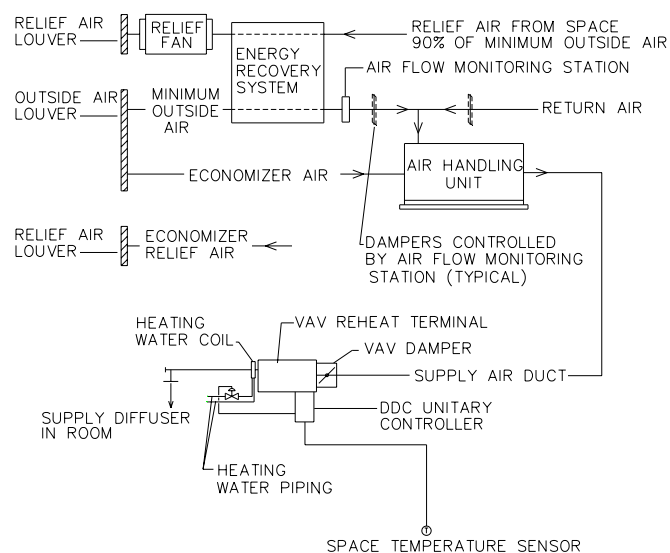 RELIEF AIR
LOUVER
RELIEF
FAN
ENERGY
RECOVERY
SYSTEM
RELIEF AIR FROM SPACE
90% OF MINIMUM OUTSIDE AIR
AIR FLOW MONITORING STATION
OUTSIDE AIR
LOUVER
MINIMUM
OUTSIDE
AIR
RETURN AIR
ECONOMIZER AIR
AIR HANDLING
UNIT
RELIEF AIR
LOUVER
ECONOMIZER
RELIEF AIR
DAMPERS CONTROLLED
BY AIR FLOW MONITORING
STATION (TYPICAL)
HEATING
WATER COIL
VAV REHEAT TERMINAL
VAV DAMPER
SUPPLY AIR DUCT
SUPPLY DIFFUSER
IN ROOM
DDC UNITARY
CONTROLLER
HEATING
WATER PIPING
SPACE TEMPERATURE SENSOR